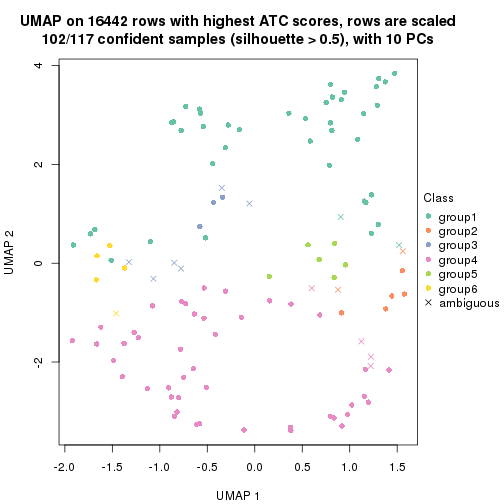 UMAP on 16442 rows with highest ATC scores, rows are scaled
102/117 confident samples (silhouette > 0.5), with 10 PCs
4
2
0
-2
UMAP 2
-2.0 -1.5 -1.0 -0.5 0.0 0.5 1.0 1.5
UMAP 1
Class
group1
group2
group3
group4
group5
group6
ambiguous